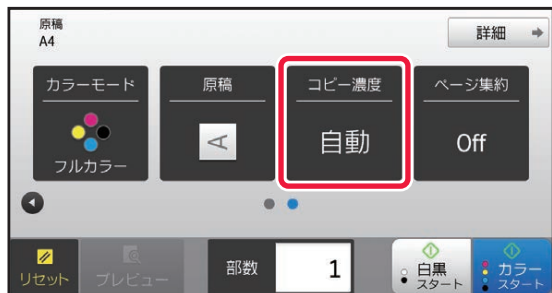 原稿
A4
詳細
カラーモード
フルカラー
原稿
A
コピー濃度
自動
ページ集約
Off
リセット
プレビュー
部数
1
白黒
スタート
カラー
スタート